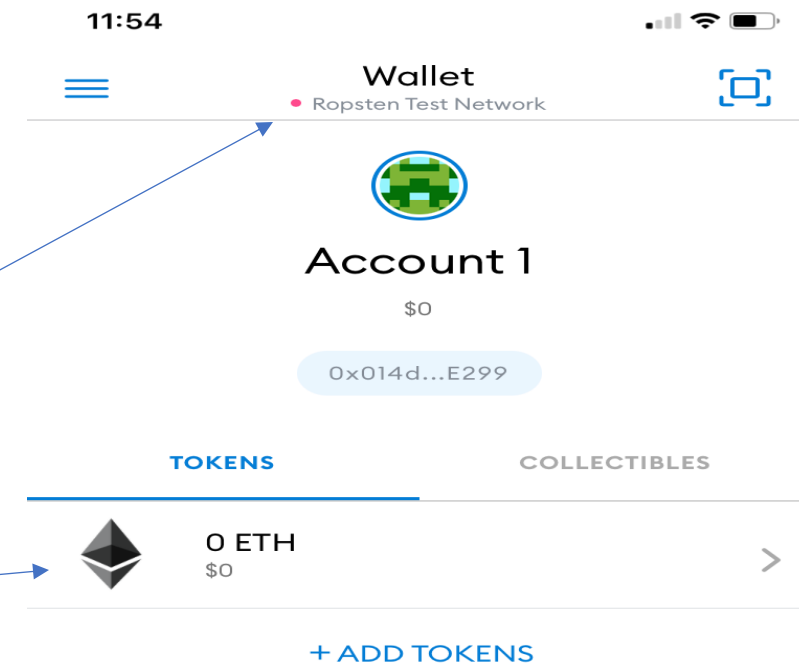 11:54
Wallet
Ropsten Test Network
Account 1
$0
0x014d...E299
TOKENS COLLECTIBLES
0 ETH
$0
+ ADD TOKENS